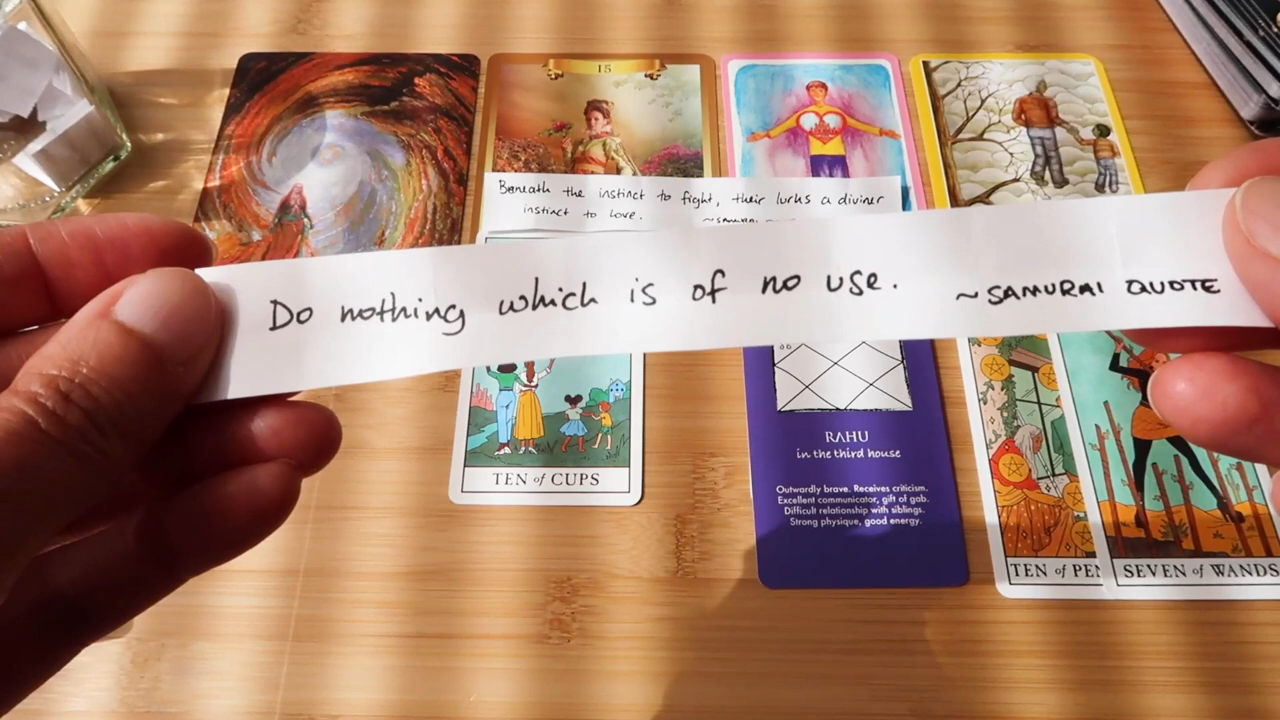 15
Beneath the instinct to fight, their lurks a diviner
instinct to love.
~SAMURAI
Do nothing which is of no use. ~SAMURAI QUOTE
TEN of CUPS
RAHU
in the third house
Outwardly brave. Receives criticism.
Excellent communicator, gift of gab.
Difficult relationship with siblings.
Strong physique, good energy.
TEN of PEN
SEVEN of WANDS